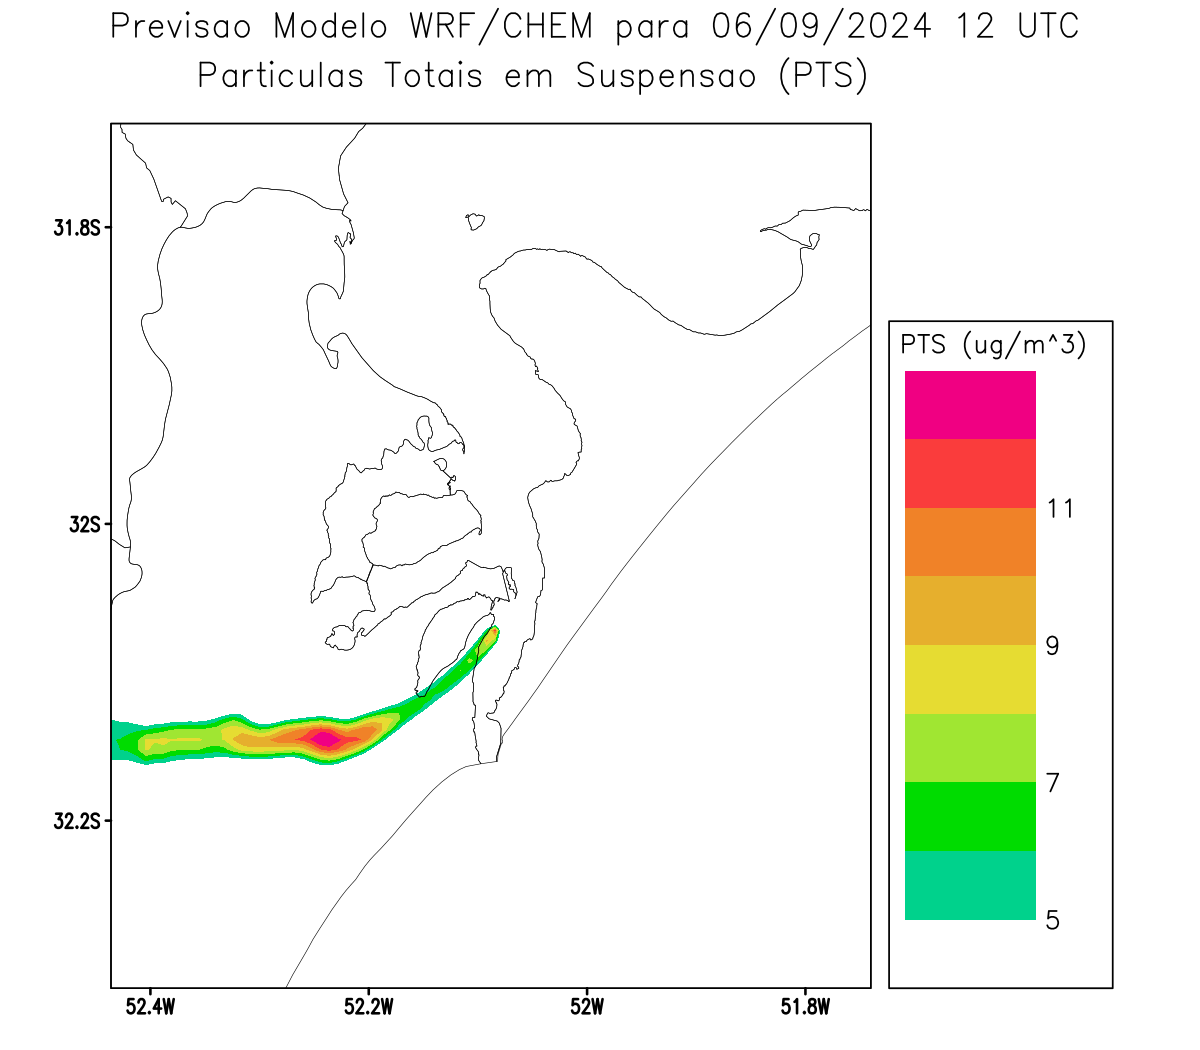 Previsao Modelo WRF/CHEM para 06/09/2024 12 UTC
Particulas Totais em Suspensao (PTS)
31.8S
32S
32.2S
52.4W
52.2W
52W
51.8W
PTS (ug/m^3)
11
9
7
5